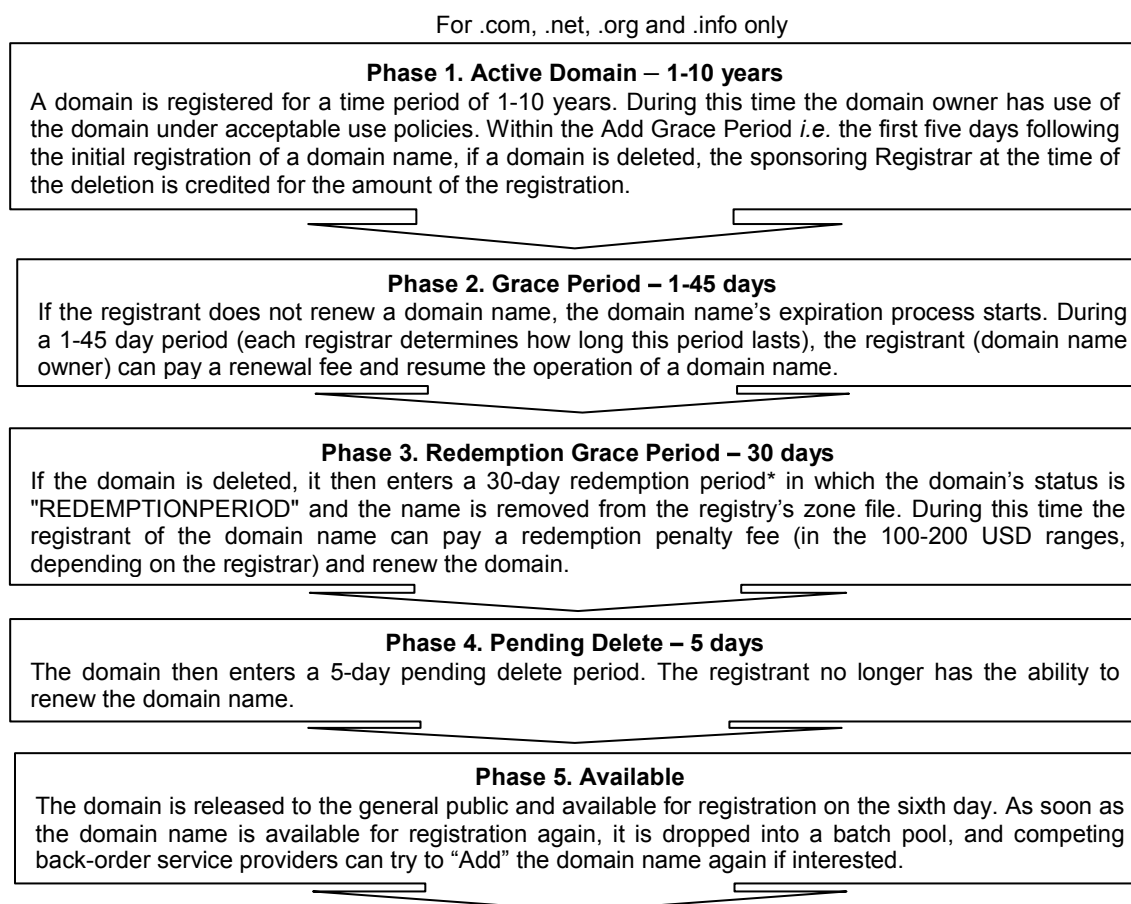 For .com, .net, .org and .info only
Phase 1. Active Domain – 1-10 years
A domain is registered for a time period of 1-10 years. During this time the domain owner has use of
the domain under acceptable use policies. Within the Add Grace Period i.e. the first five days following
the initial registration of a domain name, if a domain is deleted, the sponsoring Registrar at the time of
the deletion is credited for the amount of the registration.
Phase 2. Grace Period – 1-45 days
If the registrant does not renew a domain name, the domain name’s expiration process starts. During
a 1-45 day period (each registrar determines how long this period lasts), the registrant (domain name
owner) can pay a renewal fee and resume the operation of a domain name.
Phase 3. Redemption Grace Period – 30 days
If the domain is deleted, it then enters a 30-day redemption period* in which the domain’s status is
"REDEMPTIONPERIOD" and the name is removed from the registry’s zone file. During this time the
registrant of the domain name can pay a redemption penalty fee (in the 100-200 USD ranges,
depending on the registrar) and renew the domain.
Phase 4. Pending Delete – 5 days
The domain then enters a 5-day pending delete period. The registrant no longer has the ability to
renew the domain name.
Phase 5. Available
The domain is released to the general public and available for registration on the sixth day. As soon as
the domain name is available for registration again, it is dropped into a batch pool, and competing
back-order service providers can try to “Add” the domain name again if interested.